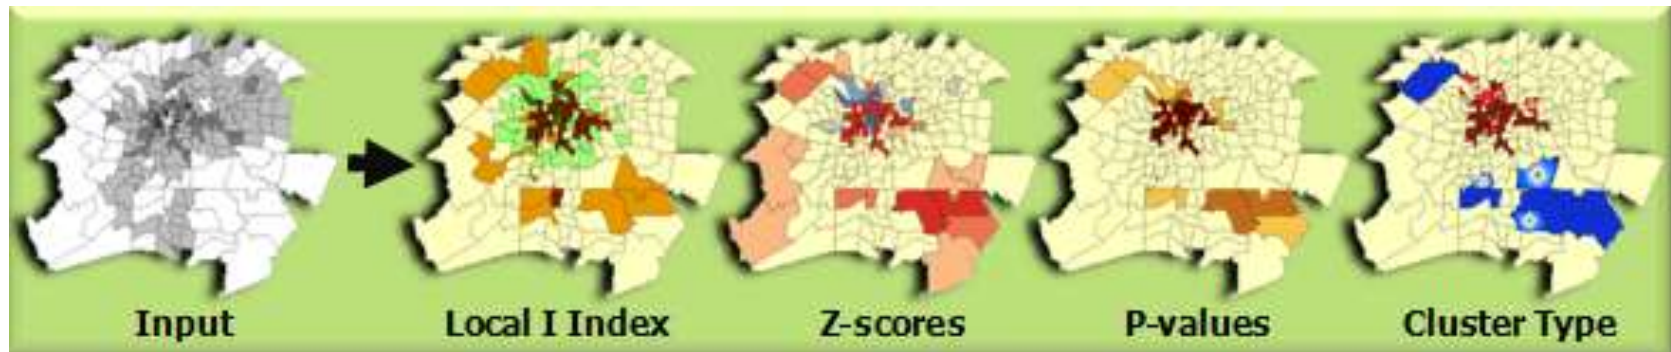 Input
Local I Index
Z-scores
P-values
Cluster Type